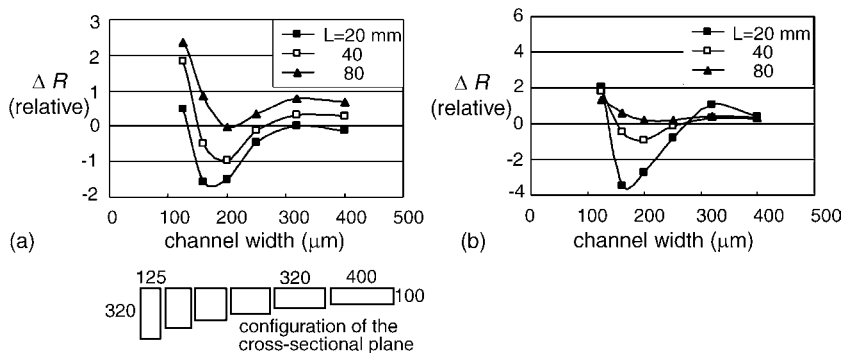 3
2
1
0
-1
-2
Δ R
(relative)
L=20 mm
40
80
0
100
200
300
400
500
channel width (μm)
(a)
6
4
2
0
-2
-4
Δ R
(relative)
L=20 mm
40
80
0
100
200
300
400
500
channel width (μm)
(b)
125
320
400
320
100
configuration of the
cross-sectional plane